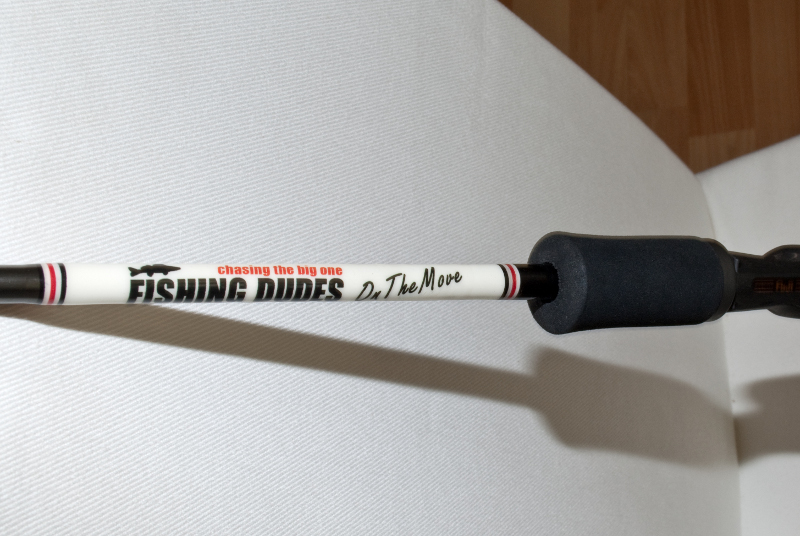 chasing the big one
FISHING DUDES On The Move